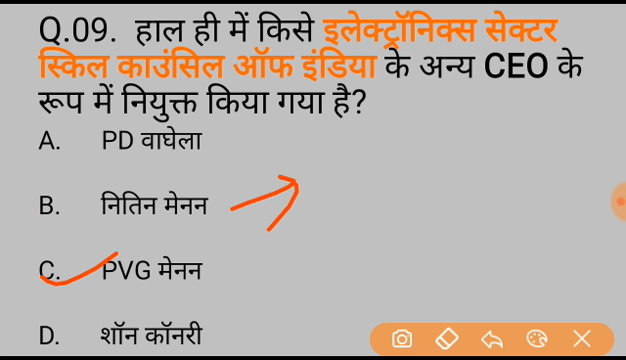 Q.09. हाल ही में किसे इलेक्ट्रॉनिक्स सेक्टर
स्किल काउंसिल ऑफ इंडिया के अन्य CEO के
रूप में नियुक्त किया गया है?
A. PD वाघेला
B. नितिन मेनन
C. PVG मेनन
D. शॉन कॉनरी